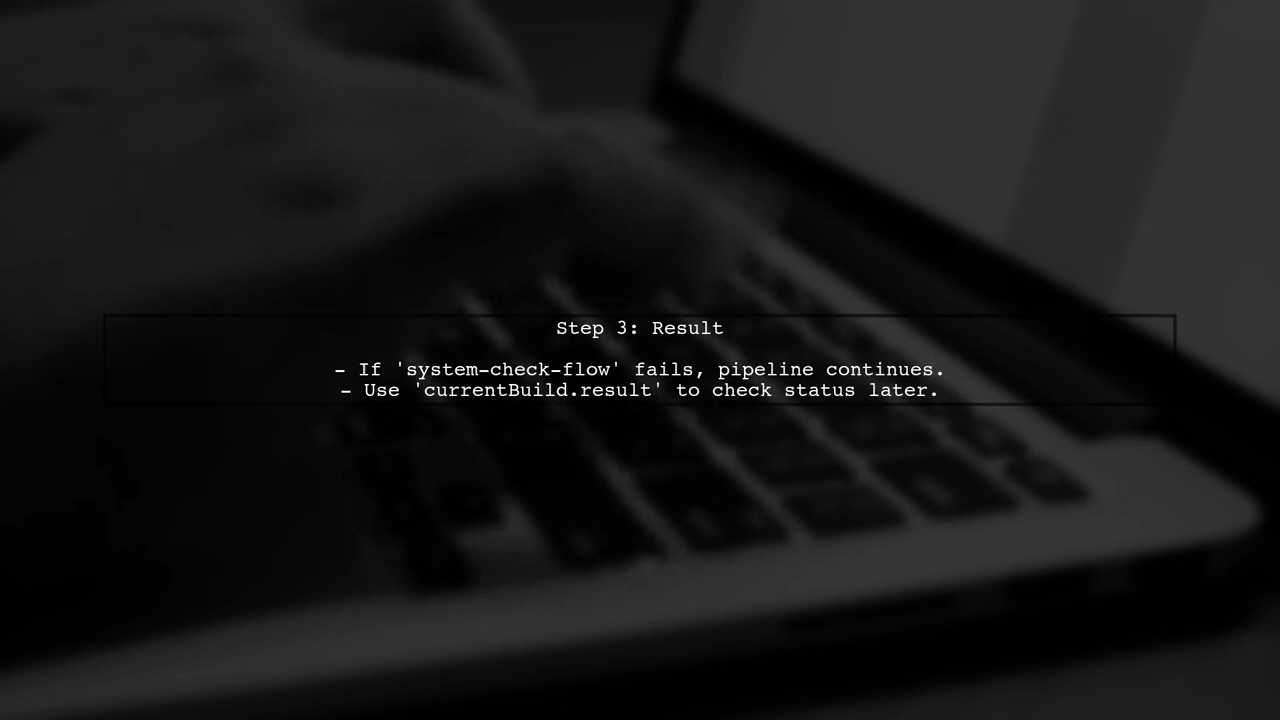 Step 3: Result
- If 'system-check-flow' fails, pipeline continues.
- Use 'currentBuild.result' to check status later.